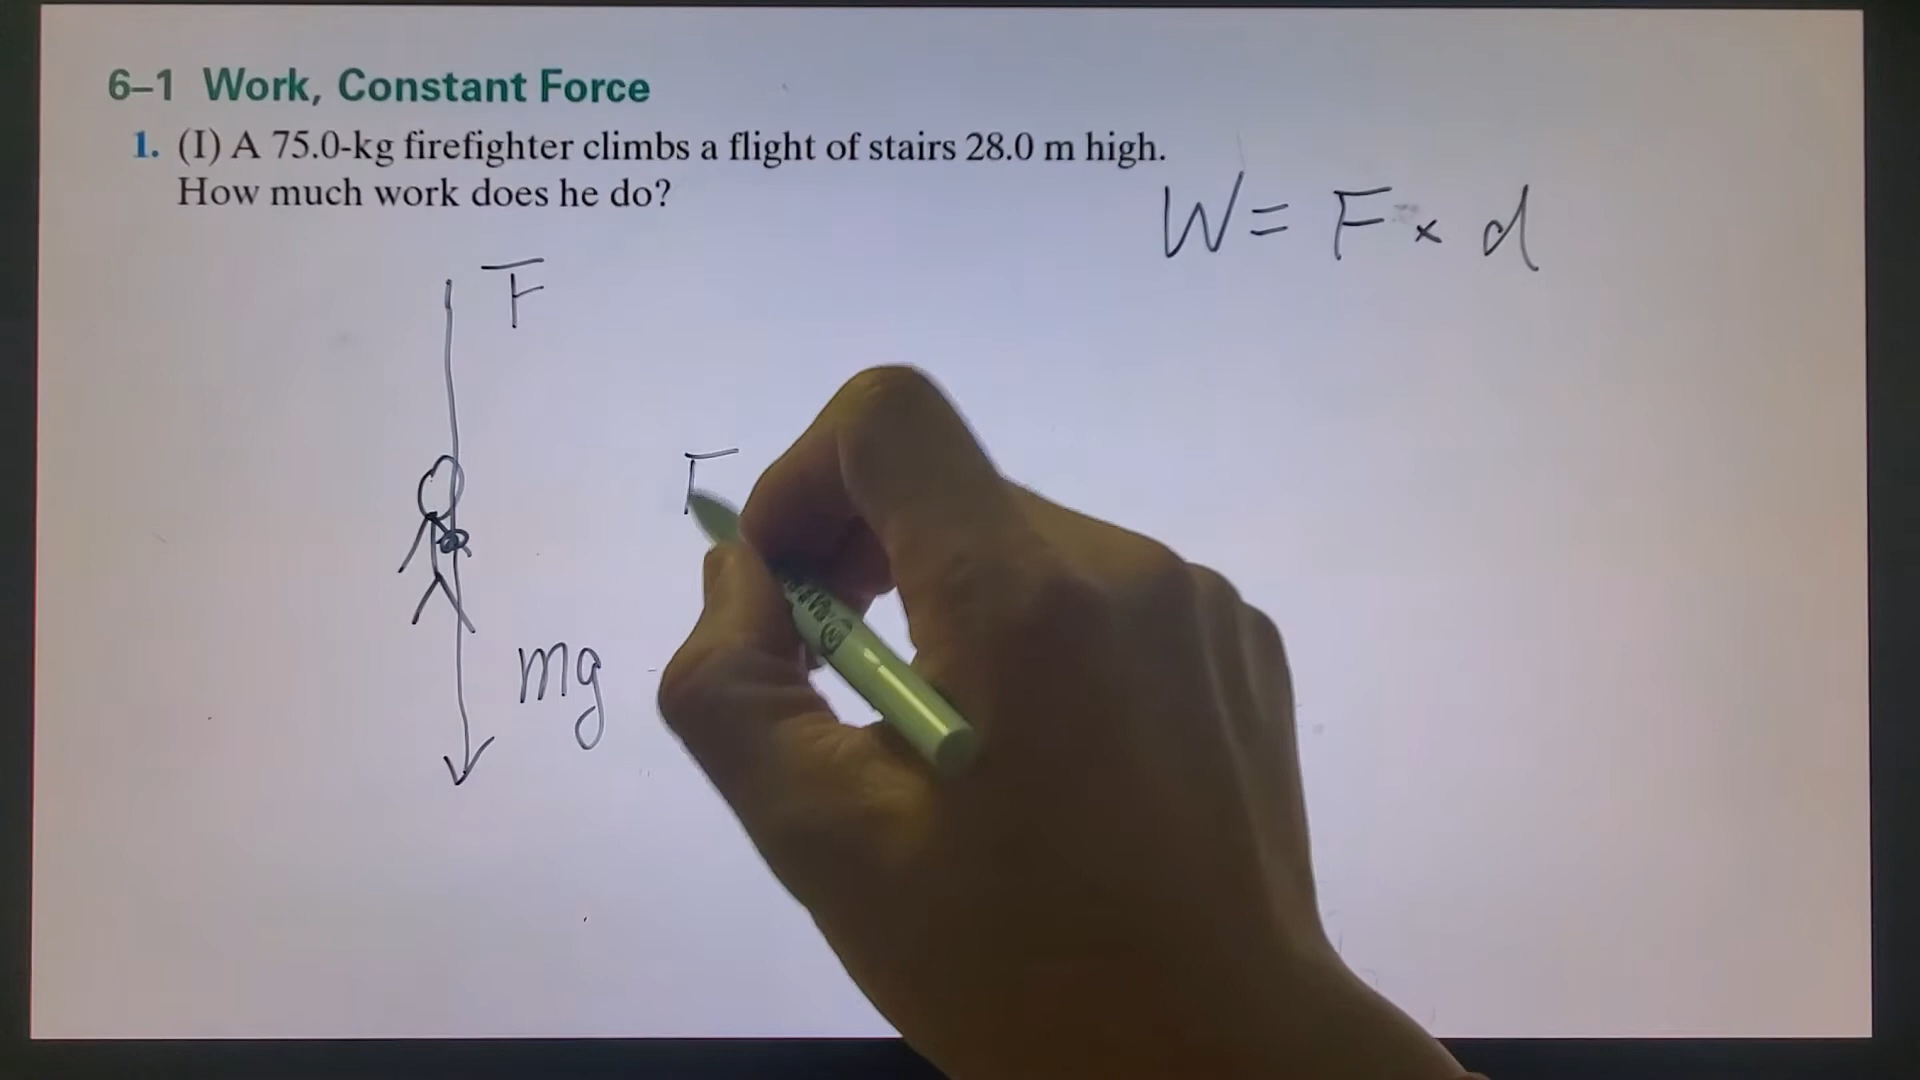 6–1 Work, Constant Force
1. (I) A 75.0-kg firefighter climbs a flight of stairs 28.0 m high.
How much work does he do?
W = F × d
F
F
mg